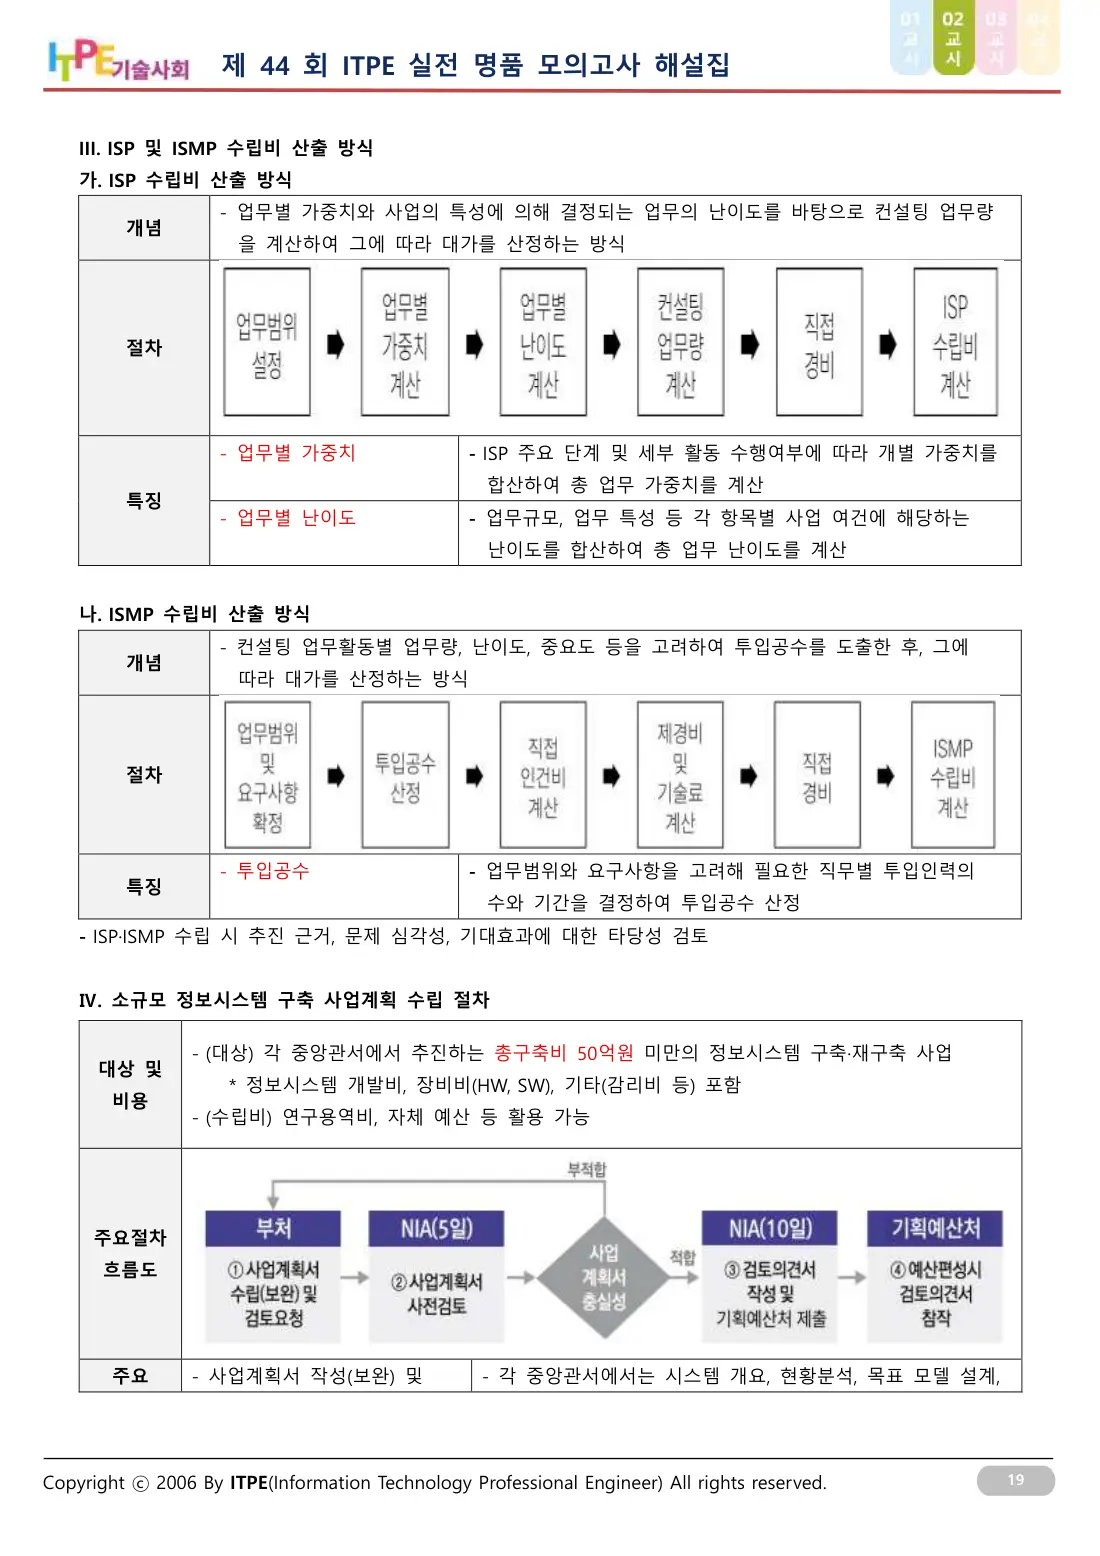 ITPE 기술사회
제 44 회 ITPE 실전 명품 모의고사 해설집
01 교시
02 교시
03 교시
III. ISP 및 ISMP 수립비 산출 방식
가. ISP 수립비 산출 방식
개념
- 업무별 가중치와 사업의 특성에 의해 결정되는 업무의 난이도를 바탕으로 컨설팅 업무량
을 계산하여 그에 따라 대가를 산정하는 방식
절차
업무범위
설정
업무별
가중치
계산
업무별
난이도
계산
컨설팅
업무량
계산
직접
경비
ISP
수립비
계산
특징
- 업무별 가중치
- ISP 주요 단계 및 세부 활동 수행여부에 따라 개별 가중치를
합산하여 총 업무 가중치를 계산
- 업무별 난이도
- 업무규모, 업무 특성 등 각 항목별 사업 여건에 해당하는
난이도를 합산하여 총 업무 난이도를 계산
나. ISMP 수립비 산출 방식
개념
- 컨설팅 업무활동별 업무량, 난이도, 중요도 등을 고려하여 투입공수를 도출한 후, 그에
따라 대가를 산정하는 방식
절차
업무범위
및
요구사항
확정
투입공수
산정
직접
인건비
계산
제경비
및
기술료
계산
직접
경비
ISMP
수립비
계산
특징
- 투입공수
- 업무범위와 요구사항을 고려해 필요한 직무별 투입인력의
수와 기간을 결정하여 투입공수 산정
- ISP·ISMP 수립 시 추진 근거, 문제 심각성, 기대효과에 대한 타당성 검토
IV. 소규모 정보시스템 구축 사업계획 수립 절차
대상 및
비용
- (대상) 각 중앙관서에서 추진하는 총구축비 50억원 미만의 정보시스템 구축·재구축 사업
* 정보시스템 개발비, 장비비(HW, SW), 기타(감리비 등) 포함
- (수립비) 연구용역비, 자체 예산 등 활용 가능
주요절차
흐름도
부적합
부처
① 사업계획서
수립(보완) 및
검토요청
NIA(5일)
② 사업계획서
사전검토
사업
계획서
충실성
적합
NIA(10일)
③ 검토의견서
작성 및
기획예산처 제출
기획예산처
④ 예산편성시
검토의견서
참작
주요
- 사업계획서 작성(보완) 및
- 각 중앙관서에서는 시스템 개요, 현황분석, 목표 모델 설계,
Copyright ⓒ 2006 By ITPE(Information Technology Professional Engineer) All rights reserved.
19